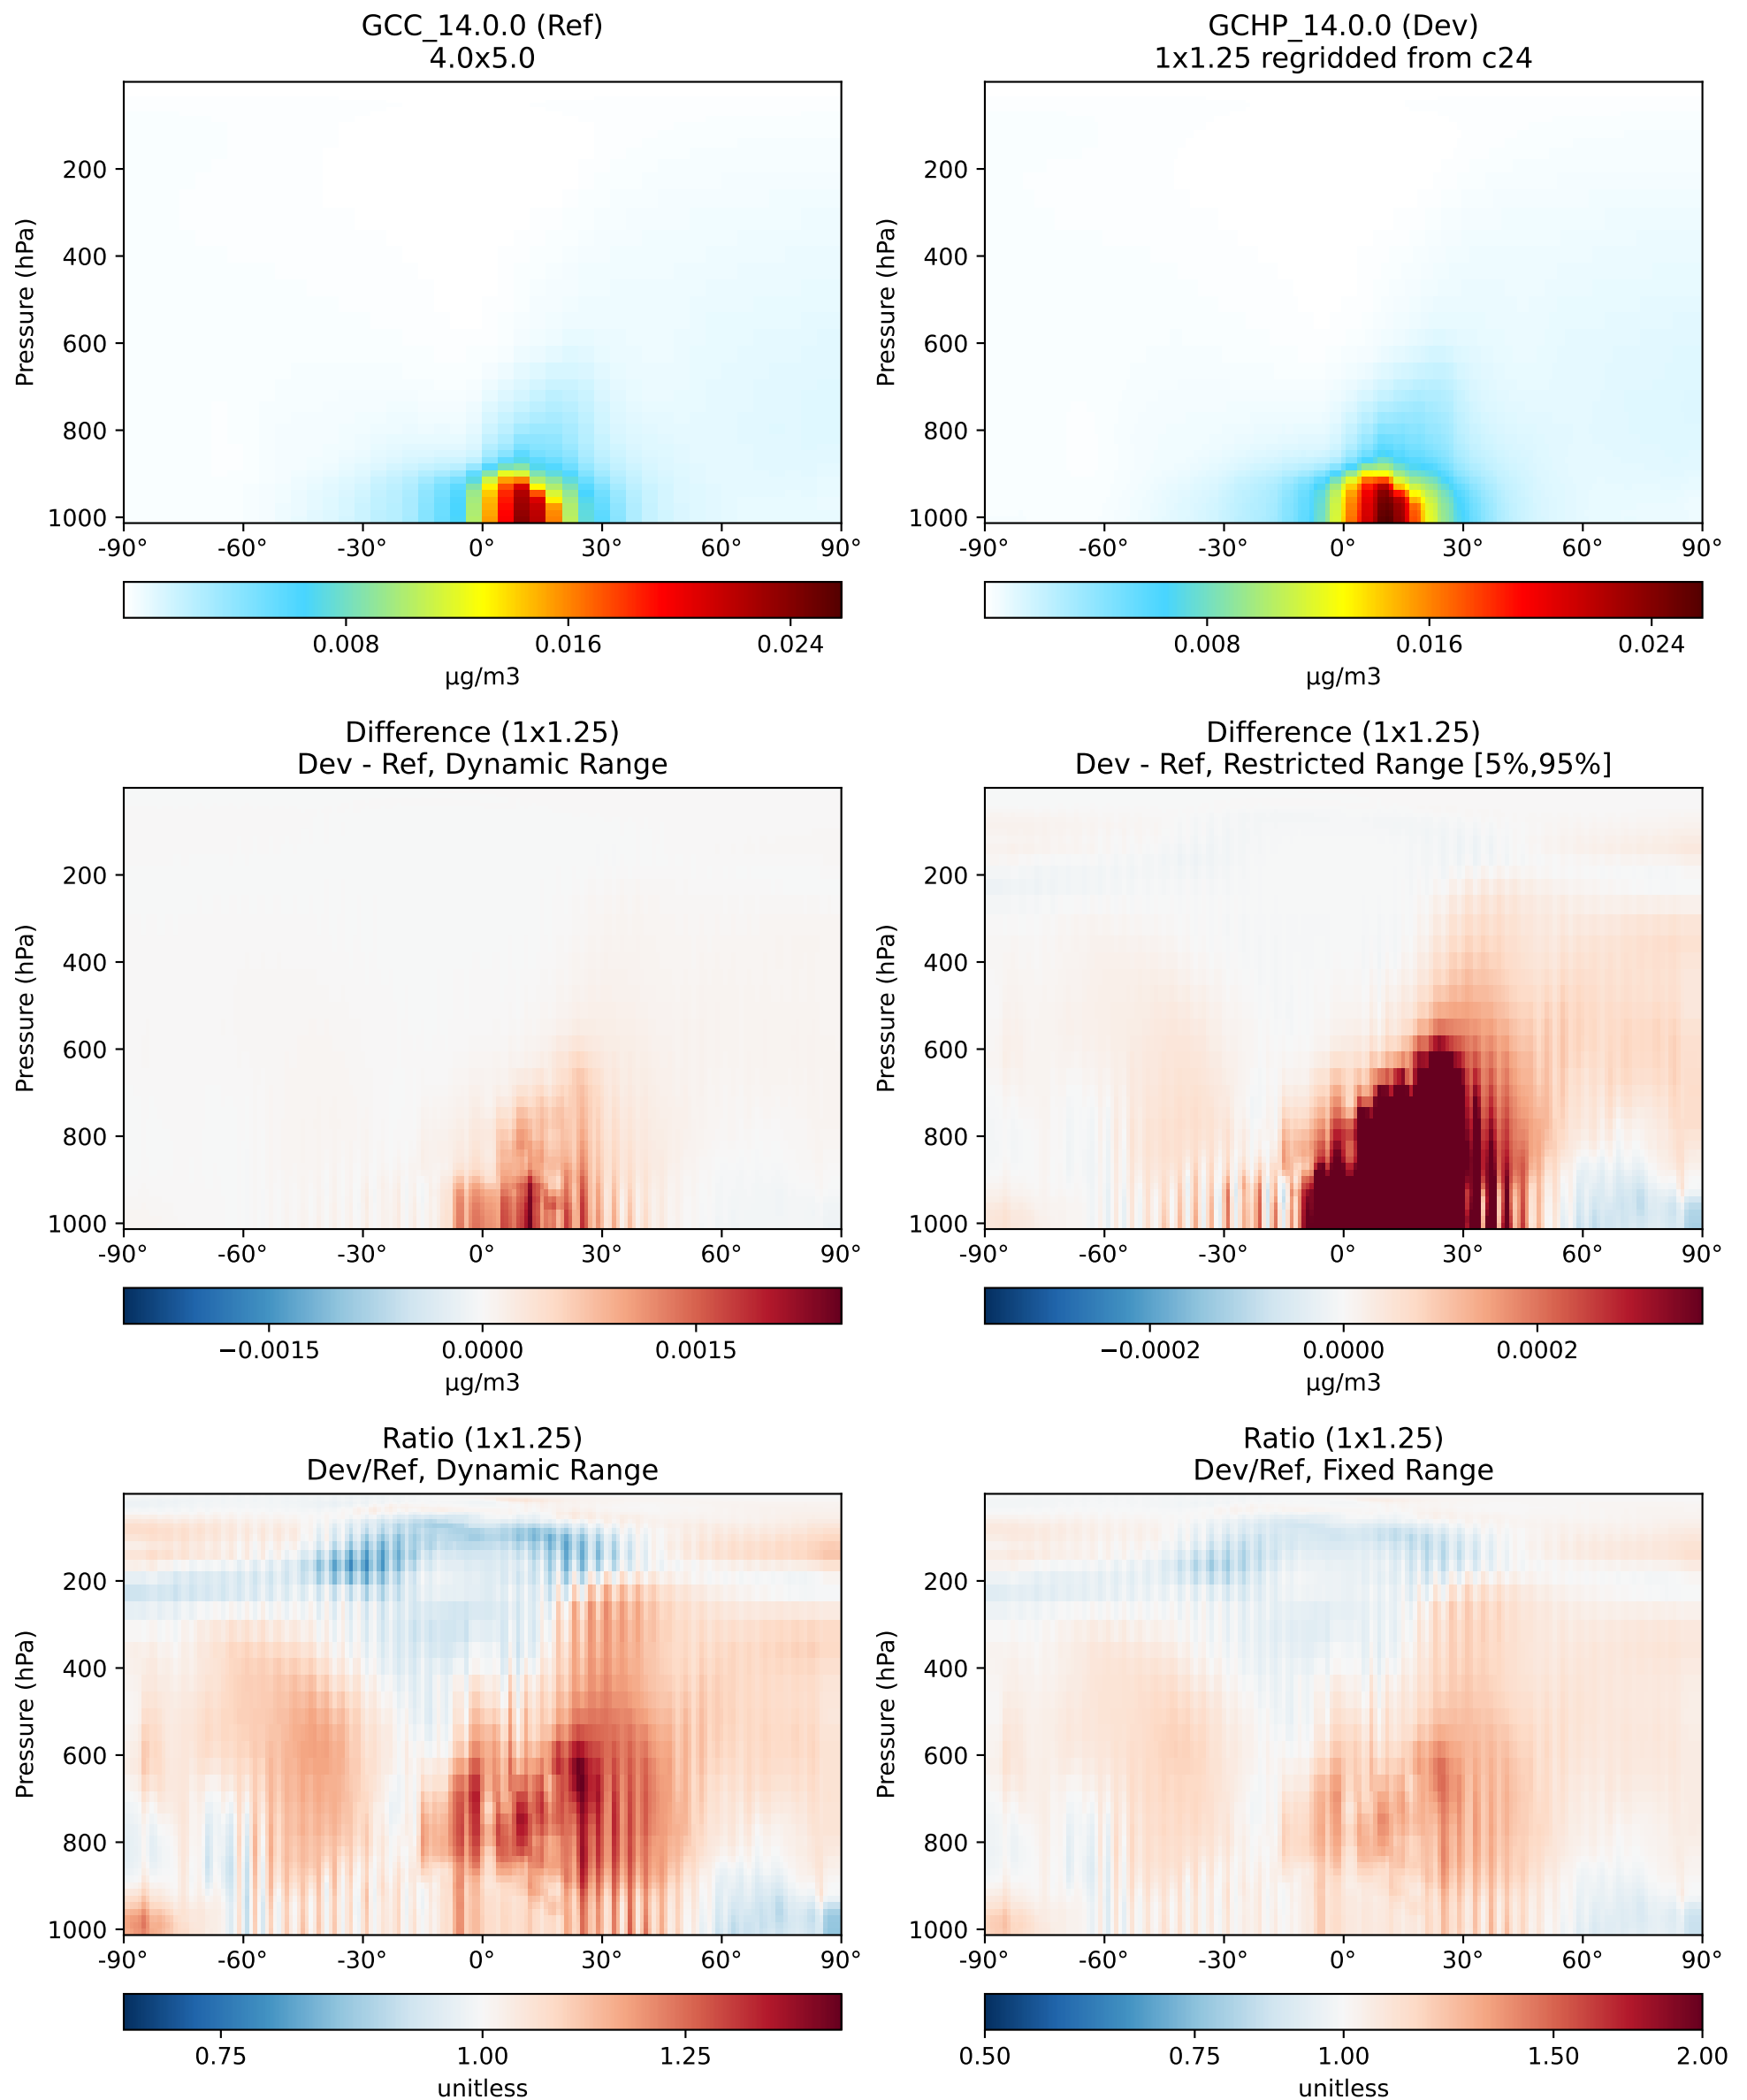 GCC_14.0.0 (Ref)
4.0x5.0
Pressure (hPa)
200
400
600
800
1000
-90° -60° -30° 0° 30° 60° 90°
0.008 0.016 0.024
μg/m3
GCHP_14.0.0 (Dev)
1x1.25 regridded from c24
Pressure (hPa)
200
400
600
800
1000
-90° -60° -30° 0° 30° 60° 90°
0.008 0.016 0.024
μg/m3
Difference (1x1.25)
Dev - Ref, Dynamic Range
Pressure (hPa)
200
400
600
800
1000
-90° -60° -30° 0° 30° 60° 90°
−0.0015 0.0000 0.0015
μg/m3
Difference (1x1.25)
Dev - Ref, Restricted Range [5%,95%]
Pressure (hPa)
200
400
600
800
1000
-90° -60° -30° 0° 30° 60° 90°
−0.0002 0.0000 0.0002
μg/m3
Ratio (1x1.25)
Dev/Ref, Dynamic Range
Pressure (hPa)
200
400
600
800
1000
-90° -60° -30° 0° 30° 60° 90°
0.75 1.00 1.25
unitless
Ratio (1x1.25)
Dev/Ref, Fixed Range
Pressure (hPa)
200
400
600
800
1000
-90° -60° -30° 0° 30° 60° 90°
0.50 0.75 1.00 1.50 2.00
unitless